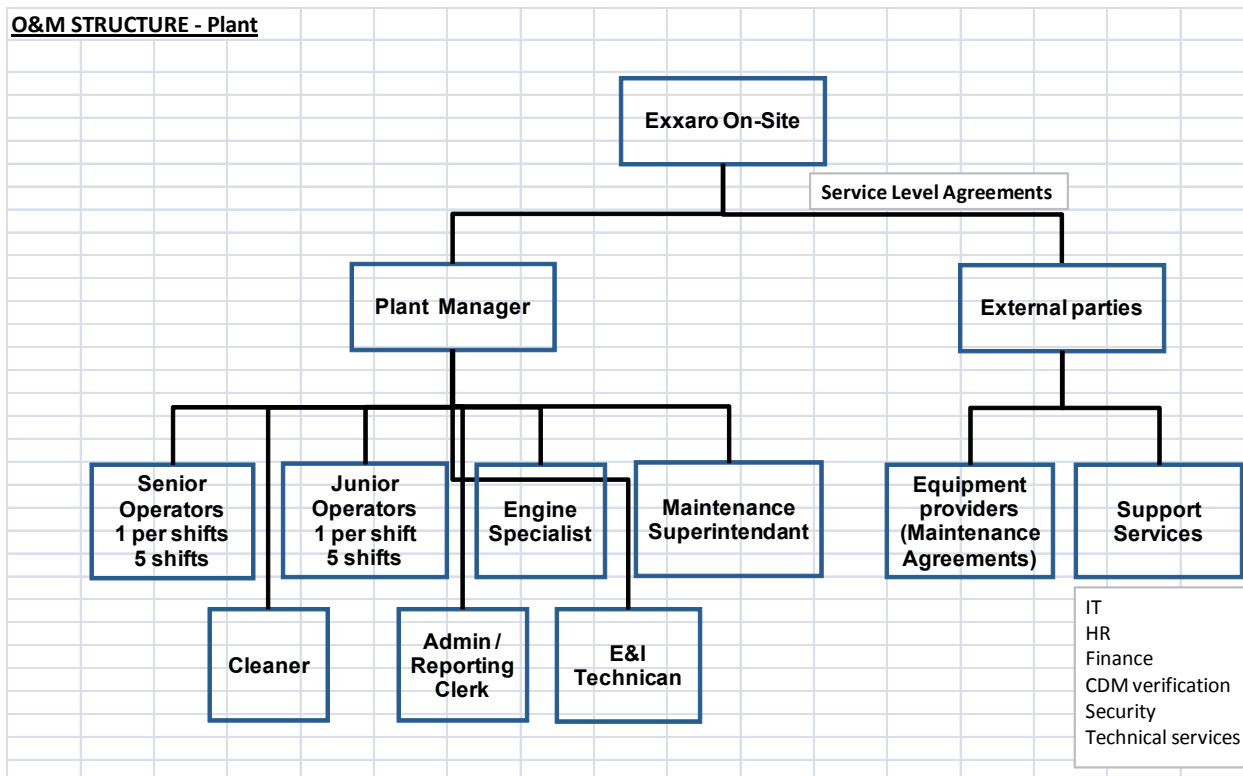 O&M STRUCTURE - Plant
Exxaro On-Site
Service Level Agreements
Plant Manager
External parties
Senior
Operators
1 per shifts
5 shifts
Junior
Operators
1 per shift
5 shifts
Engine
Specialist
Maintenance
Superintendant
Equipment
providers
(Maintenance
Agreements)
Support
Services
Cleaner
Admin /
Reporting
Clerk
E&I
Technican
IT
HR
Finance
CDM verification
Security
Technical services